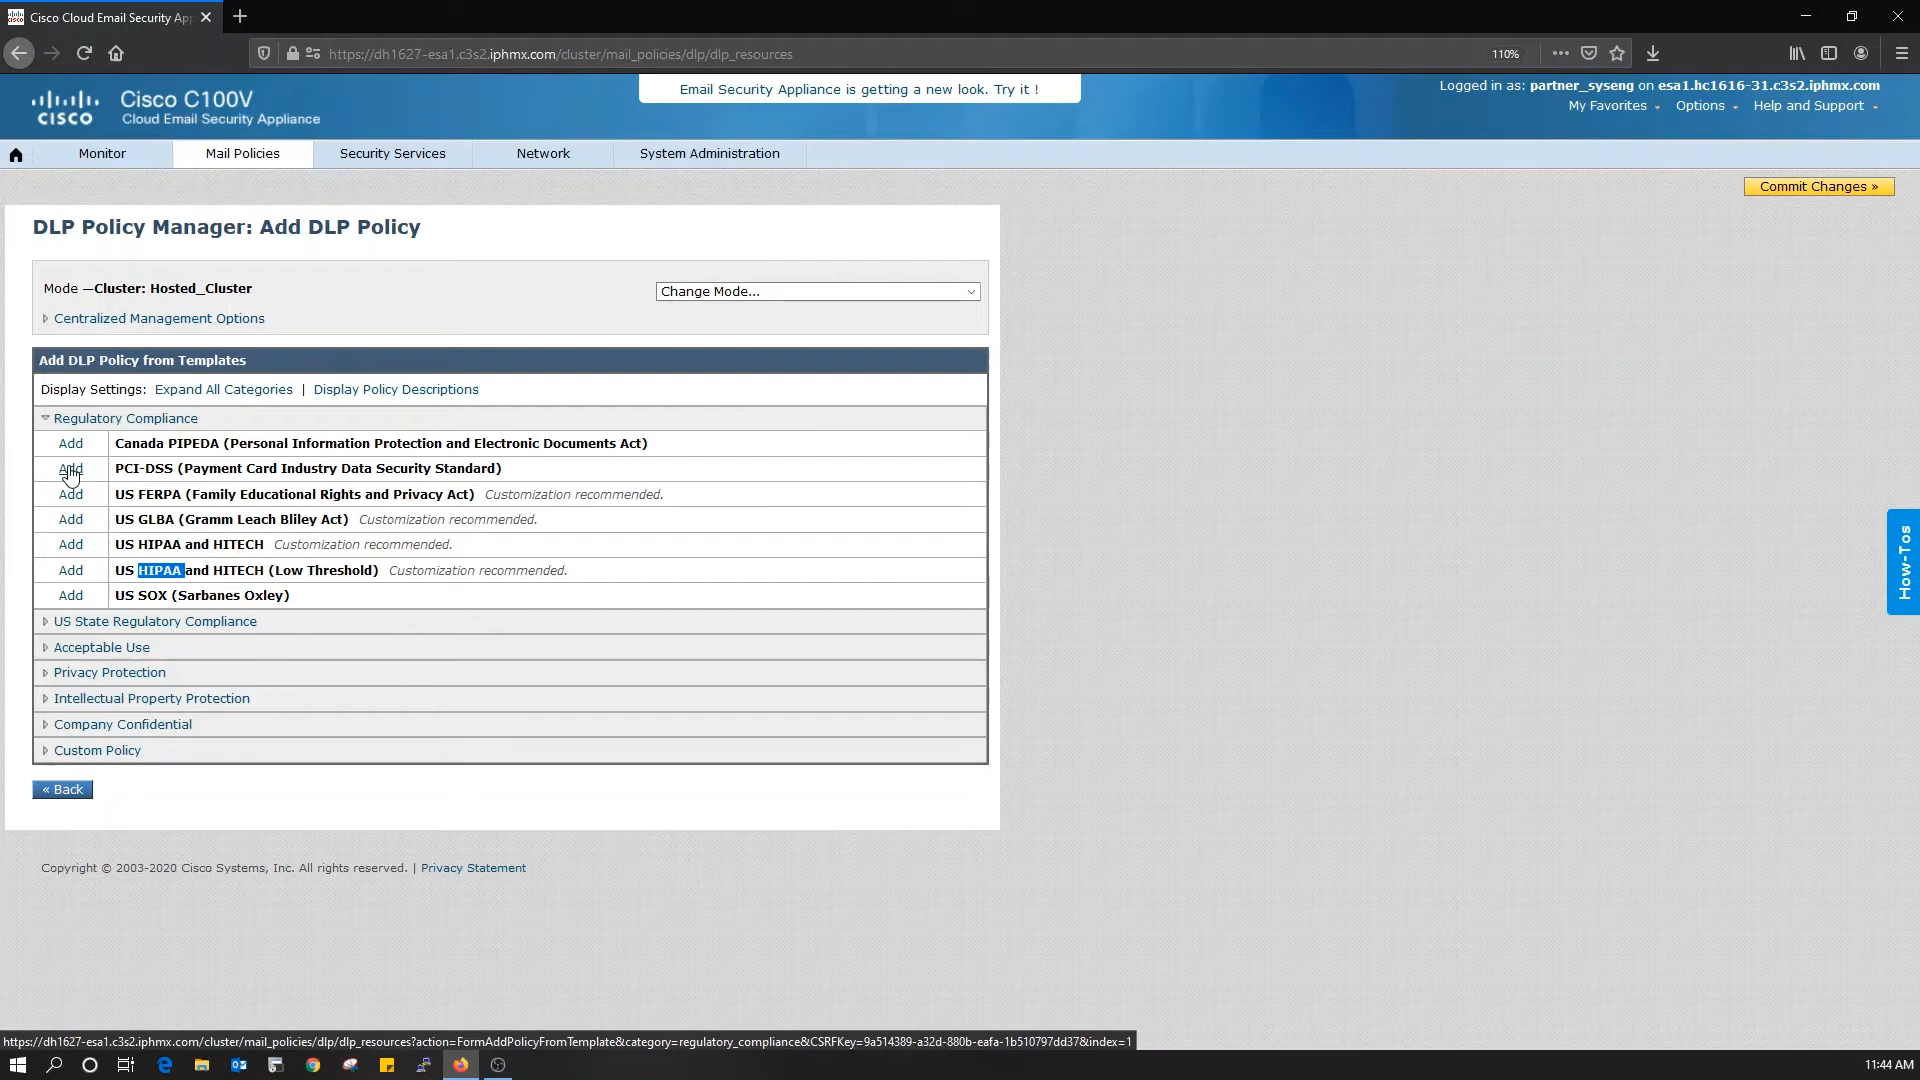 Cisco Cloud Email Security App
https://dh1627-esa1.c3s2.iphmx.com/cluster/mail_policies/dlp/dlp_resources
110%
Cisco C100V
Cloud Email Security Appliance
cisco
Email Security Appliance is getting a new look. Try it !
Logged in as: partner_syseng on esa1.hc1616-31.c3s2.iphmx.com
My Favorites Options Help and Support
Monitor Mail Policies Security Services Network System Administration
Commit Changes »
DLP Policy Manager: Add DLP Policy
Mode —Cluster: Hosted_Cluster
Change Mode...
Centralized Management Options
Add DLP Policy from Templates
Display Settings: Expand All Categories | Display Policy Descriptions
Regulatory Compliance
Add Canada PIPEDA (Personal Information Protection and Electronic Documents Act)
Add PCI-DSS (Payment Card Industry Data Security Standard)
Add US FERPA (Family Educational Rights and Privacy Act) Customization recommended.
Add US GLBA (Gramm Leach Bliley Act) Customization recommended.
Add US HIPAA and HITECH Customization recommended.
Add US HIPAA and HITECH (Low Threshold) Customization recommended.
Add US SOX (Sarbanes Oxley)
US State Regulatory Compliance
Acceptable Use
Privacy Protection
Intellectual Property Protection
Company Confidential
Custom Policy
« Back
How-Tos
Copyright © 2003-2020 Cisco Systems, Inc. All rights reserved. | Privacy Statement
https://dh1627-esa1.c3s2.iphmx.com/cluster/mail_policies/dlp/dlp_resources?action=FormAddPolicyFromTemplate&category=regulatory_compliance&CSRFKey=9a514389-a32d-880b-eafa-1b510797dd37&index=1
11:44 AM